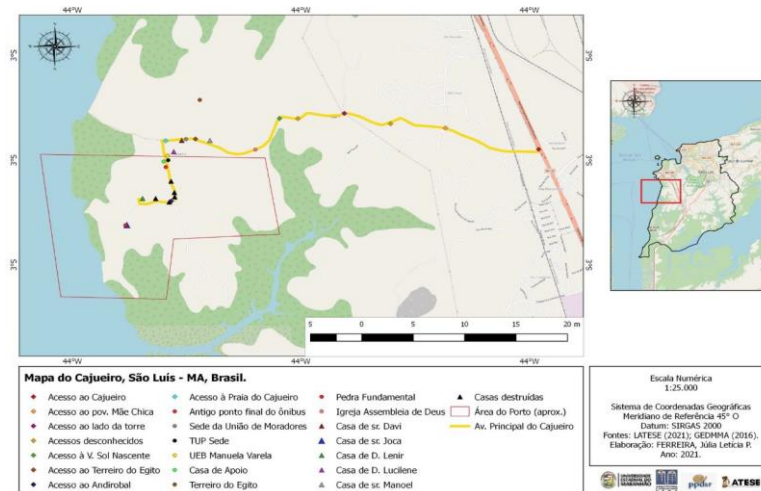 44°W 44°W 44°W
3°S 3°S
3°S 3°S
3°S 3°S
5 0 5 10 15 20 m
44°W 44°W 44°W
Mapa do Cajueiro, São Luís - MA, Brasil.
Acesso ao Cajueiro
Acesso ao pov. Mãe Chica
Acesso ao lado da torre
Acessos desconhecidos
Acesso à V. Sol Nascente
Acesso ao Terreiro do Egito
Acesso ao Andirobal
Acesso à Praia do Cajueiro
Antigo ponto final do ônibus
Sede da União de Moradores
TUP Sede
UEB Manuela Varela
Casa de Apoio
Terreiro do Egito
Pedra Fundamental
Igreja Assembleia de Deus
Casa de sr. Davi
Casa de sr. Joca
Casa de D. Lenir
Casa de D. Lucilene
Casa de sr. Manoel
Casas destruídas
Área do Porto (aprox.)
Av. Principal do Cajueiro
Escala Numérica
1:25.000
Sistema de Coordenadas Geográficas
Meridiano de Referência 45° O
Datum: SIRGAS 2000
Fontes: LATESE (2021); GEDMMA (2016).
Elaboração: FERREIRA, Júlia Letícia P.
Ano: 2021.
UNIVERSIDADE
ESTADUAL DO
MARANHÃO
ppdsr
ATESE